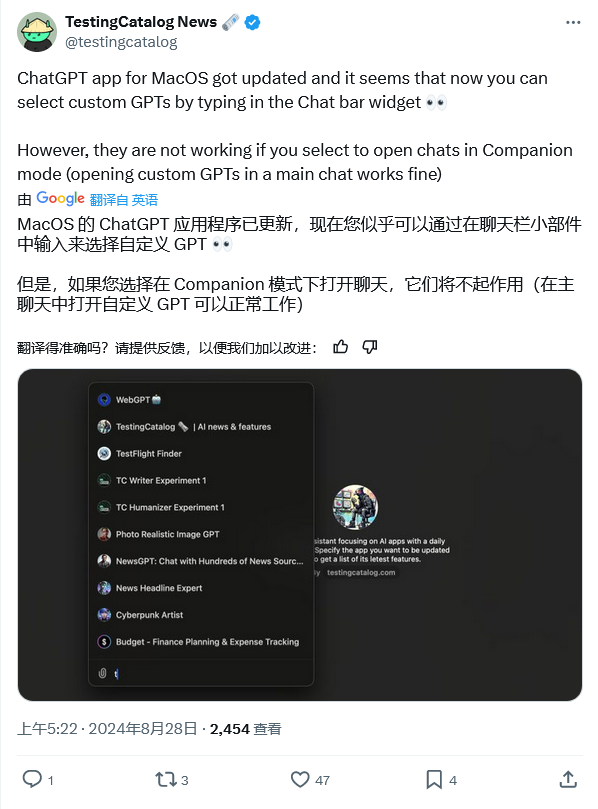 TestingCatalog News 🗞
@testingcatalog
ChatGPT app for MacOS got updated and it seems that now you can
select custom GPTs by typing in the Chat bar widget 👀
However, they are not working if you select to open chats in Companion
mode (opening custom GPTs in a main chat works fine)
由 Google 翻译自 英语
MacOS 的 ChatGPT 应用程序已更新，现在您似乎可以通过在聊天栏小部件
中输入来选择自定义 GPT 👀
但是，如果您选择在 Companion 模式下打开聊天，它们将不起作用（在主
聊天中打开自定义 GPT 可以正常工作）
翻译得准确吗？请提供反馈，以便我们加以改进：
WebGPT🤖
TestingCatalog 🗞 | AI news & features
TestFlight Finder
TC Writer Experiment 1
TC Humanizer Experiment 1
Photo Realistic Image GPT
NewsGPT: Chat with Hundreds of News Sourc...
News Headline Expert
Cyberpunk Artist
Budget - Finance Planning & Expense Tracking
t
sistant focusing on AI apps with a daily
Specify the app you want to be updated
o get a list of its letest features.
y testingcatalog.com
上午5:22 · 2024年8月28日 · 2,454 查看
1
3
47
4